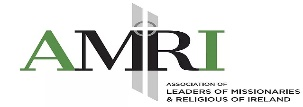 AMRI
ASSOCIATION OF
LEADERS OF MISSIONARIES
& RELIGIOUS OF IRELAND